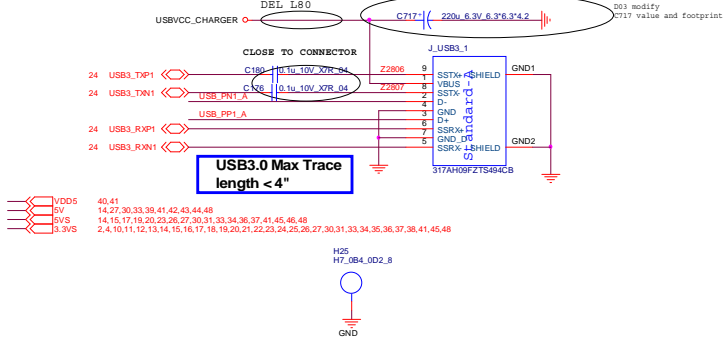 DEL L80
D03 modify
C717 value and footprint
USBVCC_CHARGER
C717
220u_6.3V_6.3*6.3*4.2
CLOSE TO CONNECTOR
J_USB3_1
24 USB3_TXP1
C180
0.1u_10V_X7R_04
Z2806
9
SSTX+
SHIELD
GND1
1
VBUS
24 USB3_TXN1
C176
0.1u_10V_X7R_04
Z2807
8
SSTX-
USB_PN1_A
2
D-
4
GND
USB_PP1_A
3
D+
24 USB3_RXP1
6
SSRX+
7
GND_D
24 USB3_RXN1
5
SSRX-
SHIELD
GND2
Standard-A
317AH09FZTS494CB
USB3.0 Max Trace
length < 4"
VDD5 40,41
5V 14,27,30,33,39,41,42,43,44,48
5VS 14,15,17,19,20,23,26,27,30,31,33,34,36,37,41,45,46,48
3.3VS 2,4,10,11,12,13,14,15,16,17,18,19,20,21,22,23,24,25,26,27,30,31,33,34,35,36,37,38,41,45,48
H25
H7_0B4_0D2_8
GND